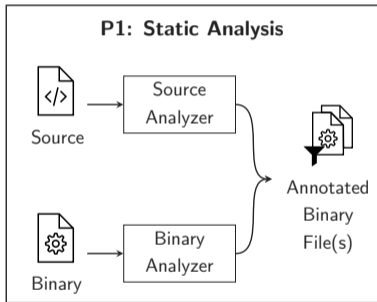 P1: Static Analysis
</>
Source
Source
Analyzer
Annotated
Binary
File(s)
Binary
Binary
Analyzer